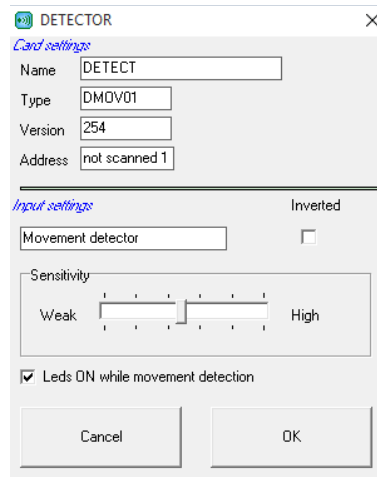 DETECTOR
Card settings
Name DETECT
Type DMOV01
Version 254
Address not scanned 1
Input settings Inverted
Movement detector
Sensitivity
Weak High
Leds ON while movement detection
Cancel OK